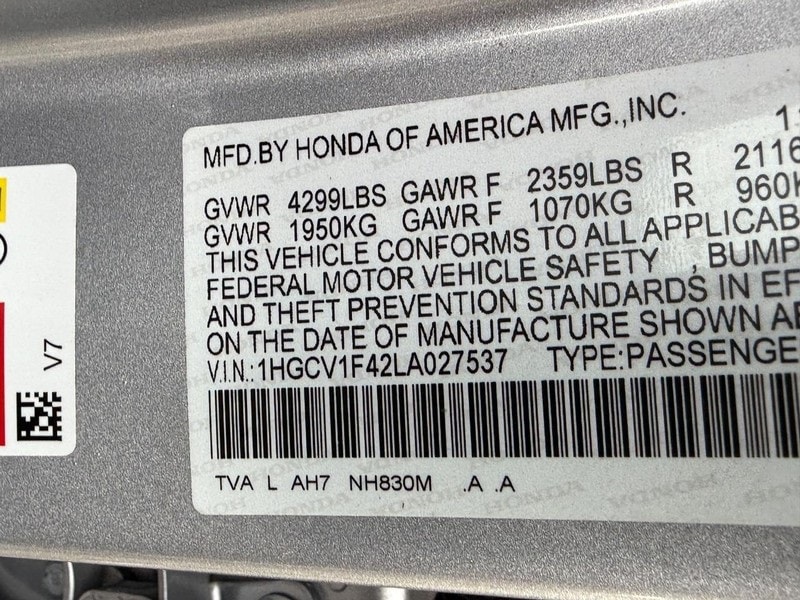 MFD.BY HONDA OF AMERICA MFG.,INC.
GVWR 4299LBS GAWR F 2359LBS R 2116
GVWR 1950KG GAWR F 1070KG R 960K
THIS VEHICLE CONFORMS TO ALL APPLICAB
FEDERAL MOTOR VEHICLE SAFETY , BUMP
AND THEFT PREVENTION STANDARDS IN EF
ON THE DATE OF MANUFACTURE SHOWN A
V.I.N.:1HGCV1F42LA027537 TYPE:PASSENGE
TVA L AH7 NH830M .A .A
V7